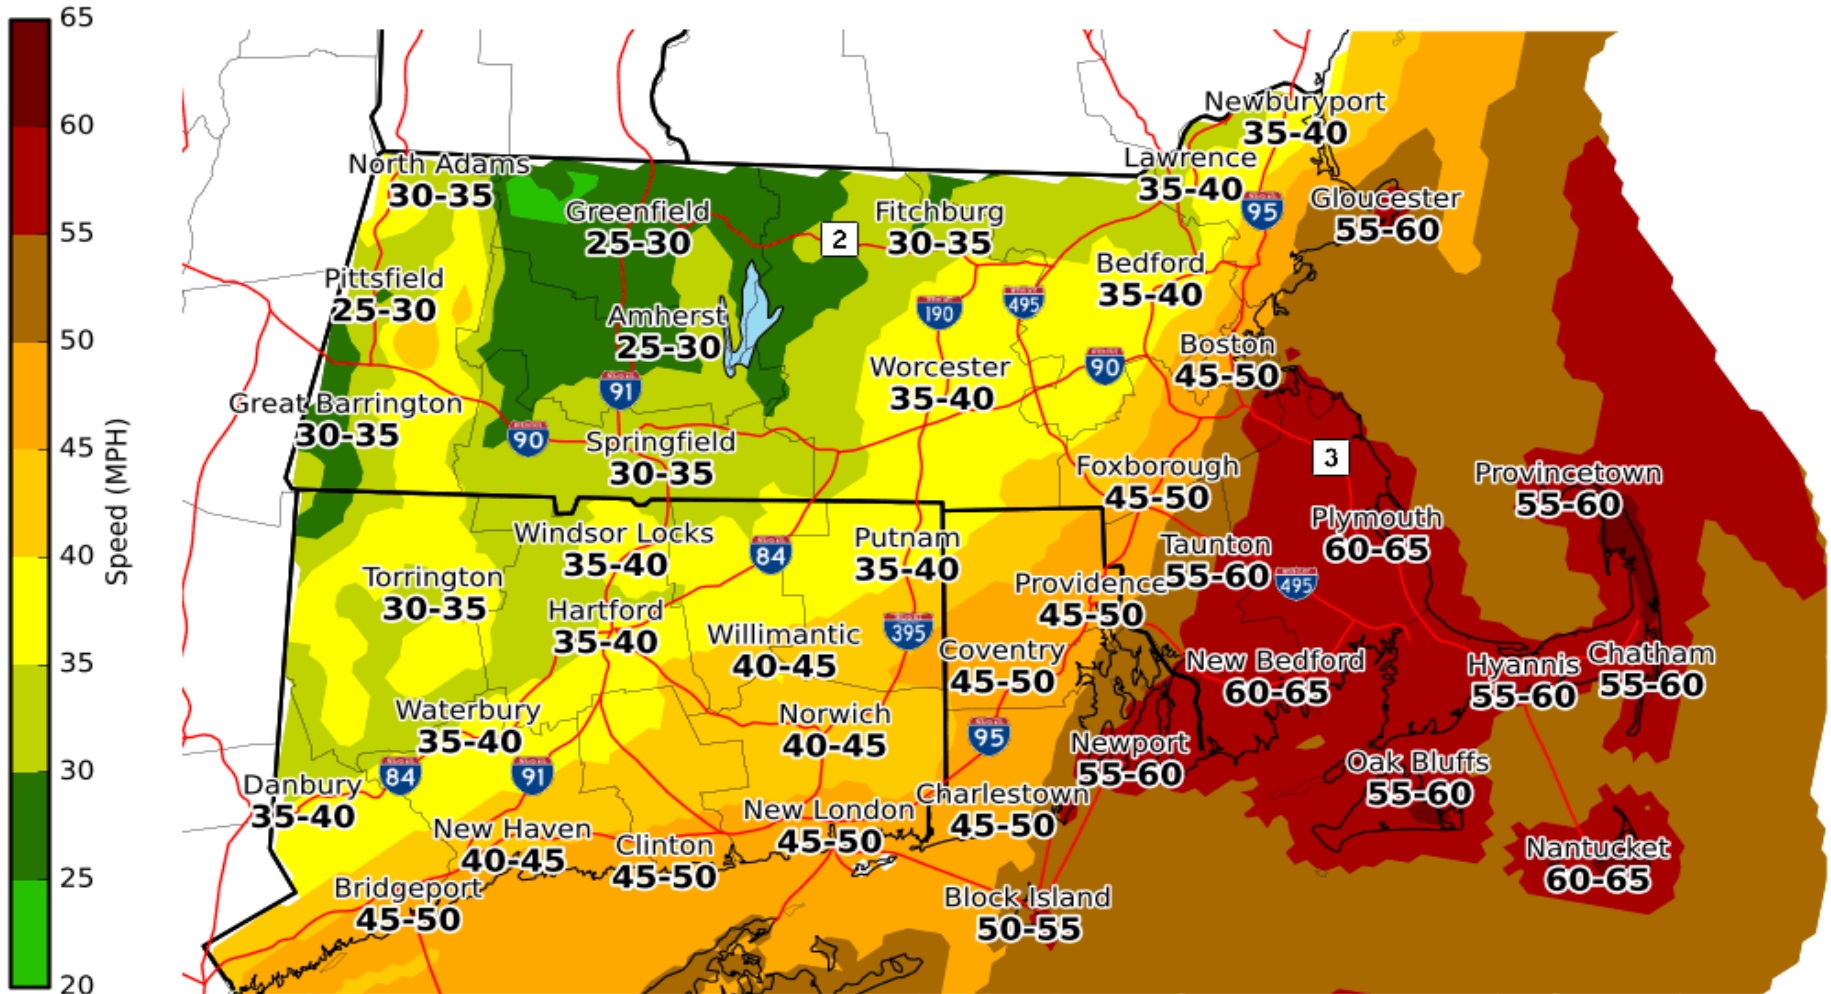 65
60
55
50
45
40
35
30
25
20
Speed (MPH)
Newburyport
35-40
North Adams
30-35
Lawrence
35-40
95
Gloucester
55-60
Greenfield
25-30
2
Fitchburg
30-35
Pittsfield
25-30
Bedford
35-40
190
495
Amherst
25-30
Boston
45-50
Worcester
35-40
90
91
Great Barrington
30-35
90
Springfield
30-35
3
Foxborough
45-50
Provincetown
55-60
Windsor Locks
35-40
84
Putnam
35-40
Plymouth
60-65
Taunton
55-60
495
Torrington
30-35
Providence
45-50
Hartford
35-40
395
Willimantic
40-45
Coventry
45-50
New Bedford
60-65
Hyannis
55-60
Chatham
55-60
Waterbury
35-40
Norwich
40-45
95
Newport
55-60
84
91
Oak Bluffs
55-60
Danbury
35-40
New London
45-50
Charlestown
45-50
New Haven
40-45
Clinton
45-50
Nantucket
60-65
Bridgeport
45-50
Block Island
50-55